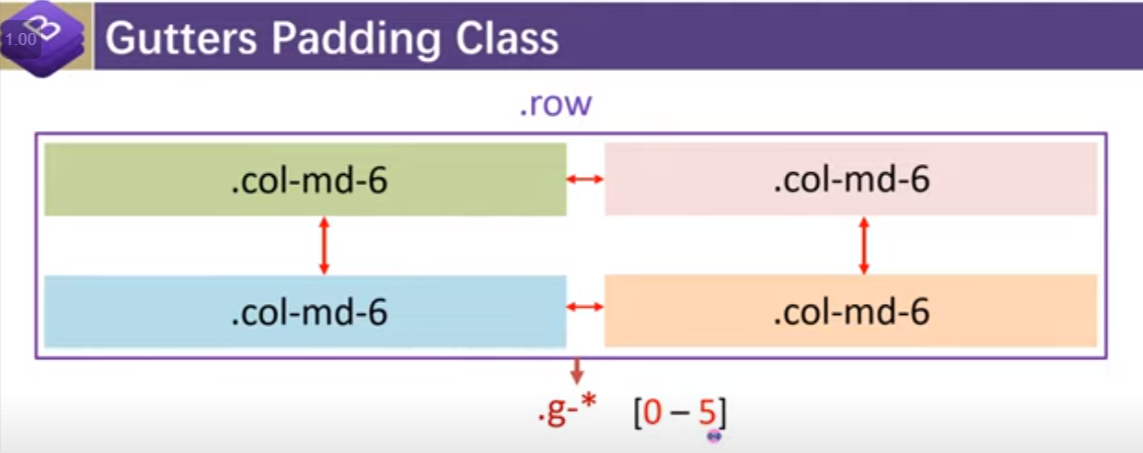 1.00
Gutters Padding Class
.row
.col-md-6 .col-md-6
.col-md-6 .col-md-6
.g-* [0 – 5]